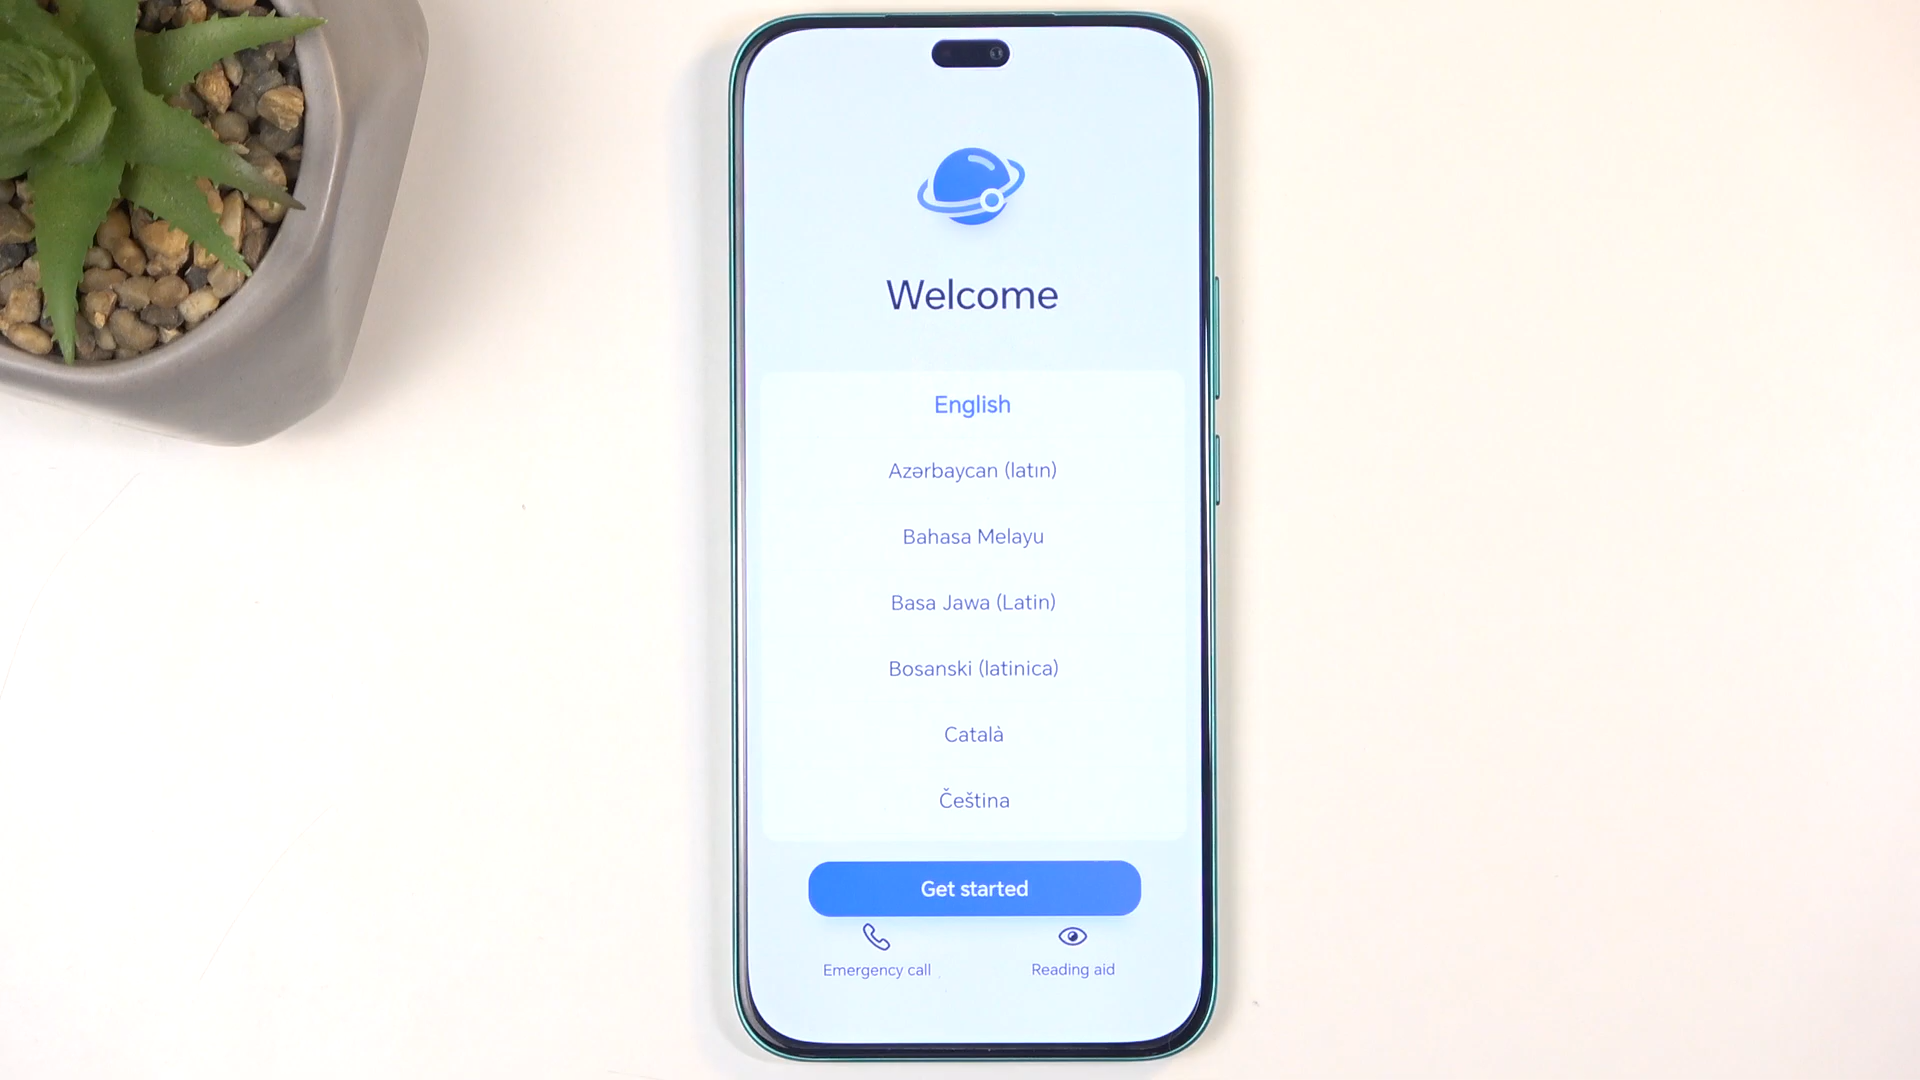 Welcome
English
Azərbaycan (latın)
Bahasa Melayu
Basa Jawa (Latin)
Bosanski (latinica)
Català
Čeština
Get started
Emergency call
Reading aid